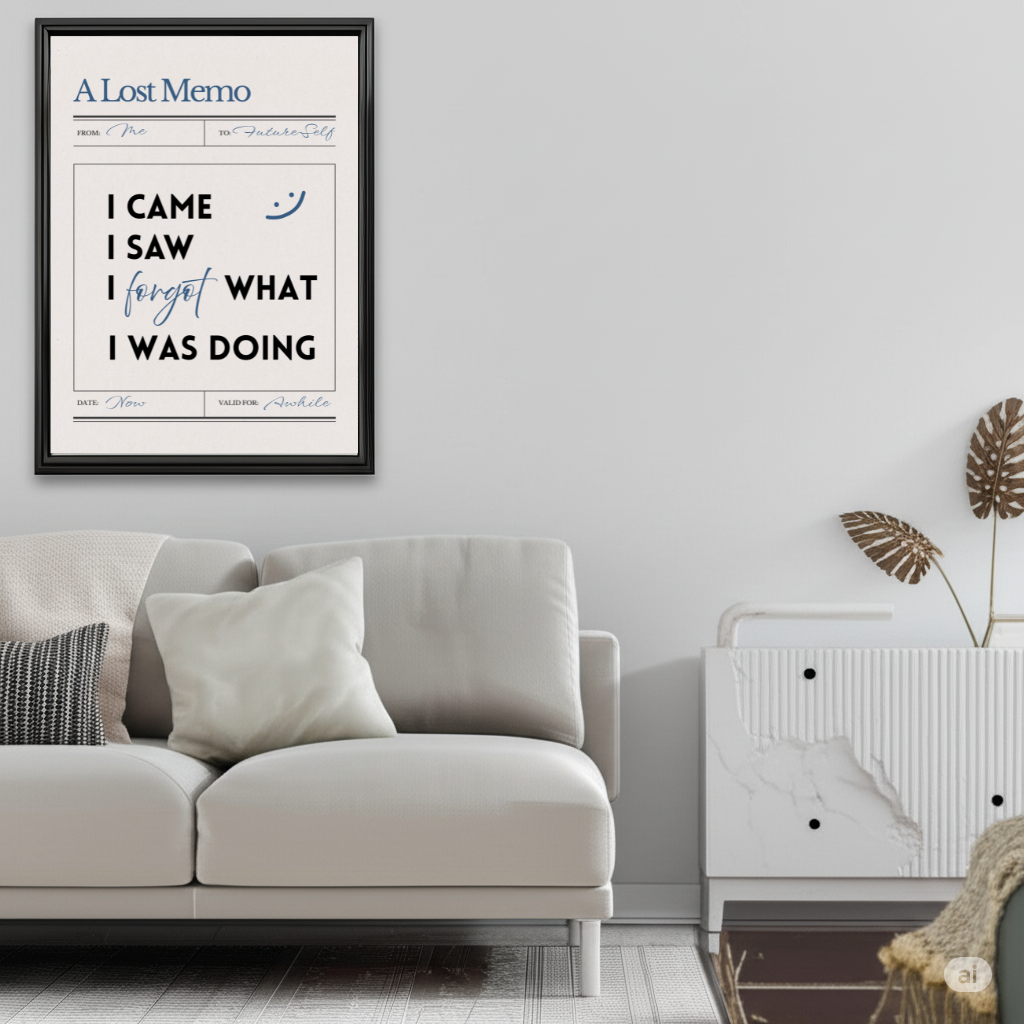 A Lost Memo
FROM: Me
TO: Future Self
I CAME
I SAW
I forgot WHAT
I WAS DOING
DATE: Now
VALID FOR: Awhile
ai